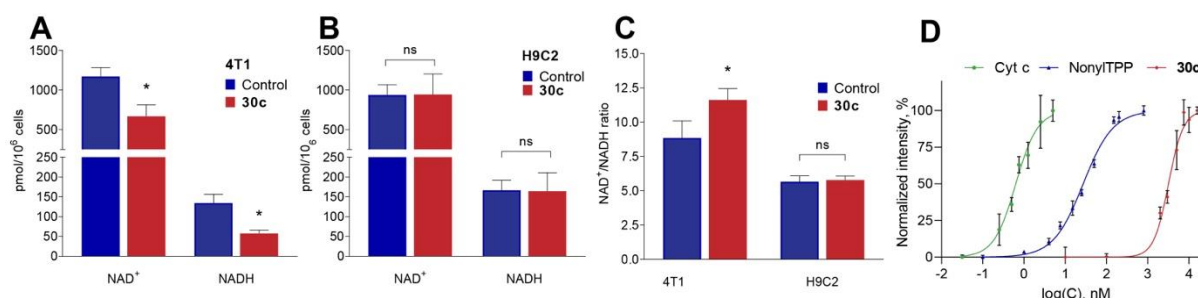 A
4T1
Control
30c
pmol/10⁶ cells
1500
1000
500
250
200
150
100
50
0
*
*
NAD⁺
NADH
B
H9C2
Control
30c
pmol/10₆ cells
1500
1000
500
250
200
150
100
50
0
ns
ns
NAD⁺
NADH
C
Control
30c
NAD⁺/NADH ratio
15.0
12.5
10.0
7.5
5.0
2.5
0.0
*
ns
4T1
H9C2
D
Cyt c
NonylTPP
30c
Normalized intensity, %
100
75
50
25
0
-2
-1
0
1
2
3
4
log(C), nM